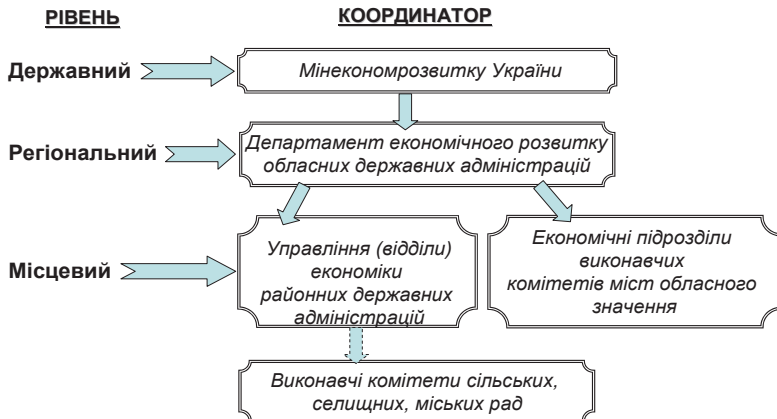 РІВЕНЬ
КООРДИНАТОР
Державний
Мінекономрозвитку України
Регіональний
Департамент економічного розвитку
обласних державних адміністрацій
Місцевий
Управління (відділи)
економіки
районних державних
адміністрацій
Економічні підрозділи
виконавчих
комітетів міст обласного
значення
Виконавчі комітети сільських,
селищних, міських рад